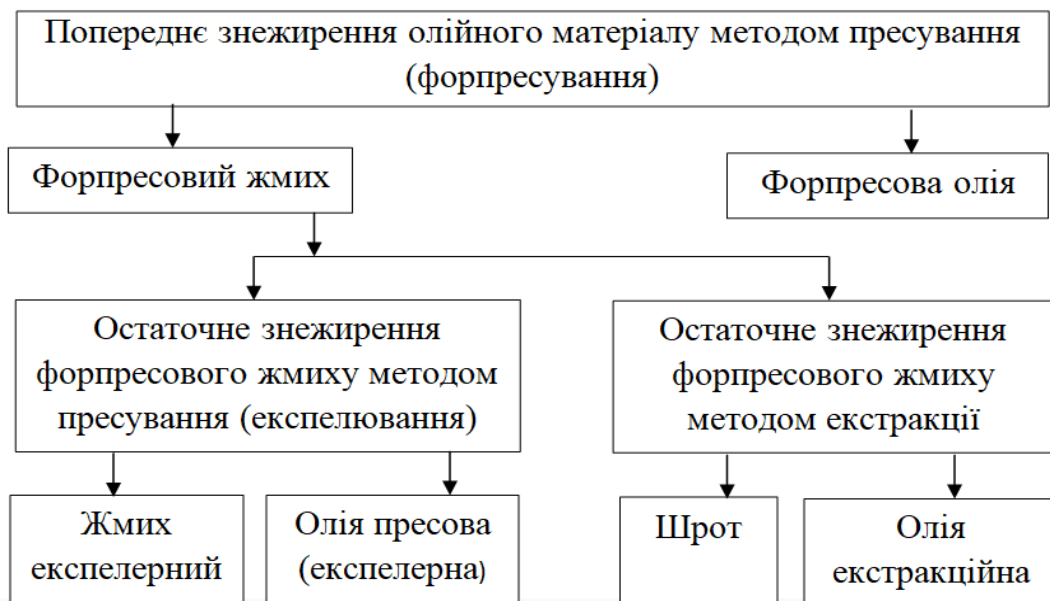 Попереднє знежирення олійного матеріалу методом пресування
(форпресування)
Форпресовий жмих
Форпресова олія
Остаточне знежирення
форпресового жмиху методом
пресування (експелювання)
Остаточне знежирення
форпресового жмиху
методом екстракції
Жмих
експелерний
Олія пресова
(експелерна)
Шрот
Олія
екстракційна